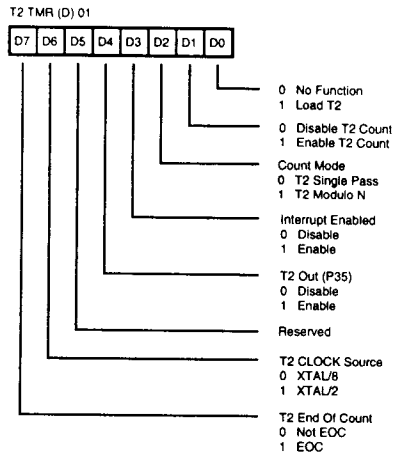 T2 TMR (D) 01
D7 D6 D5 D4 D3 D2 D1 D0
0 No Function
1 Load T2
0 Disable T2 Count
1 Enable T2 Count
Count Mode
0 T2 Single Pass
1 T2 Modulo N
Interrupt Enabled
0 Disable
1 Enable
T2 Out (P35)
0 Disable
1 Enable
Reserved
T2 CLOCK Source
0 XTAL/8
1 XTAL/2
T2 End Of Count
0 Not EOC
1 EOC